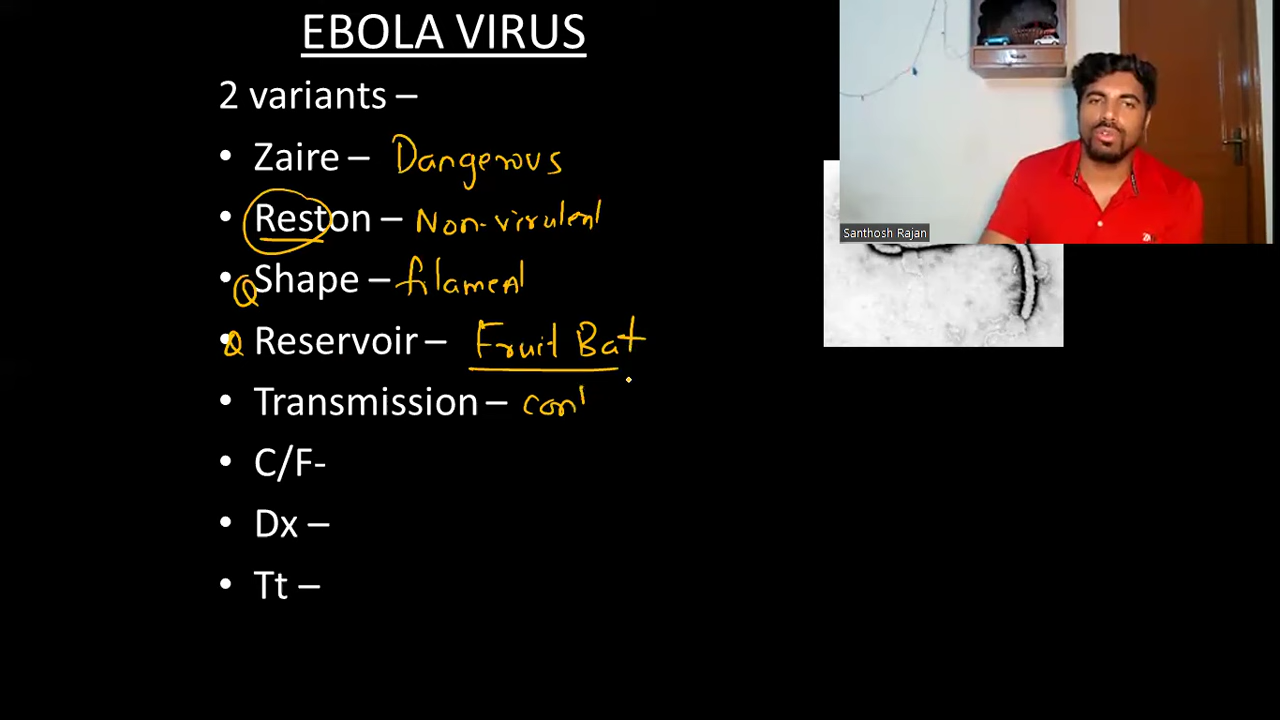 EBOLA VIRUS
2 variants –
• Zaire – Dangerous
• Reston – Non-virulent
• Q Shape – filament
• Q Reservoir – Fruit Bat
• Transmission – cont
• C/F-
• Dx –
• Tt –
Santhosh Rajan